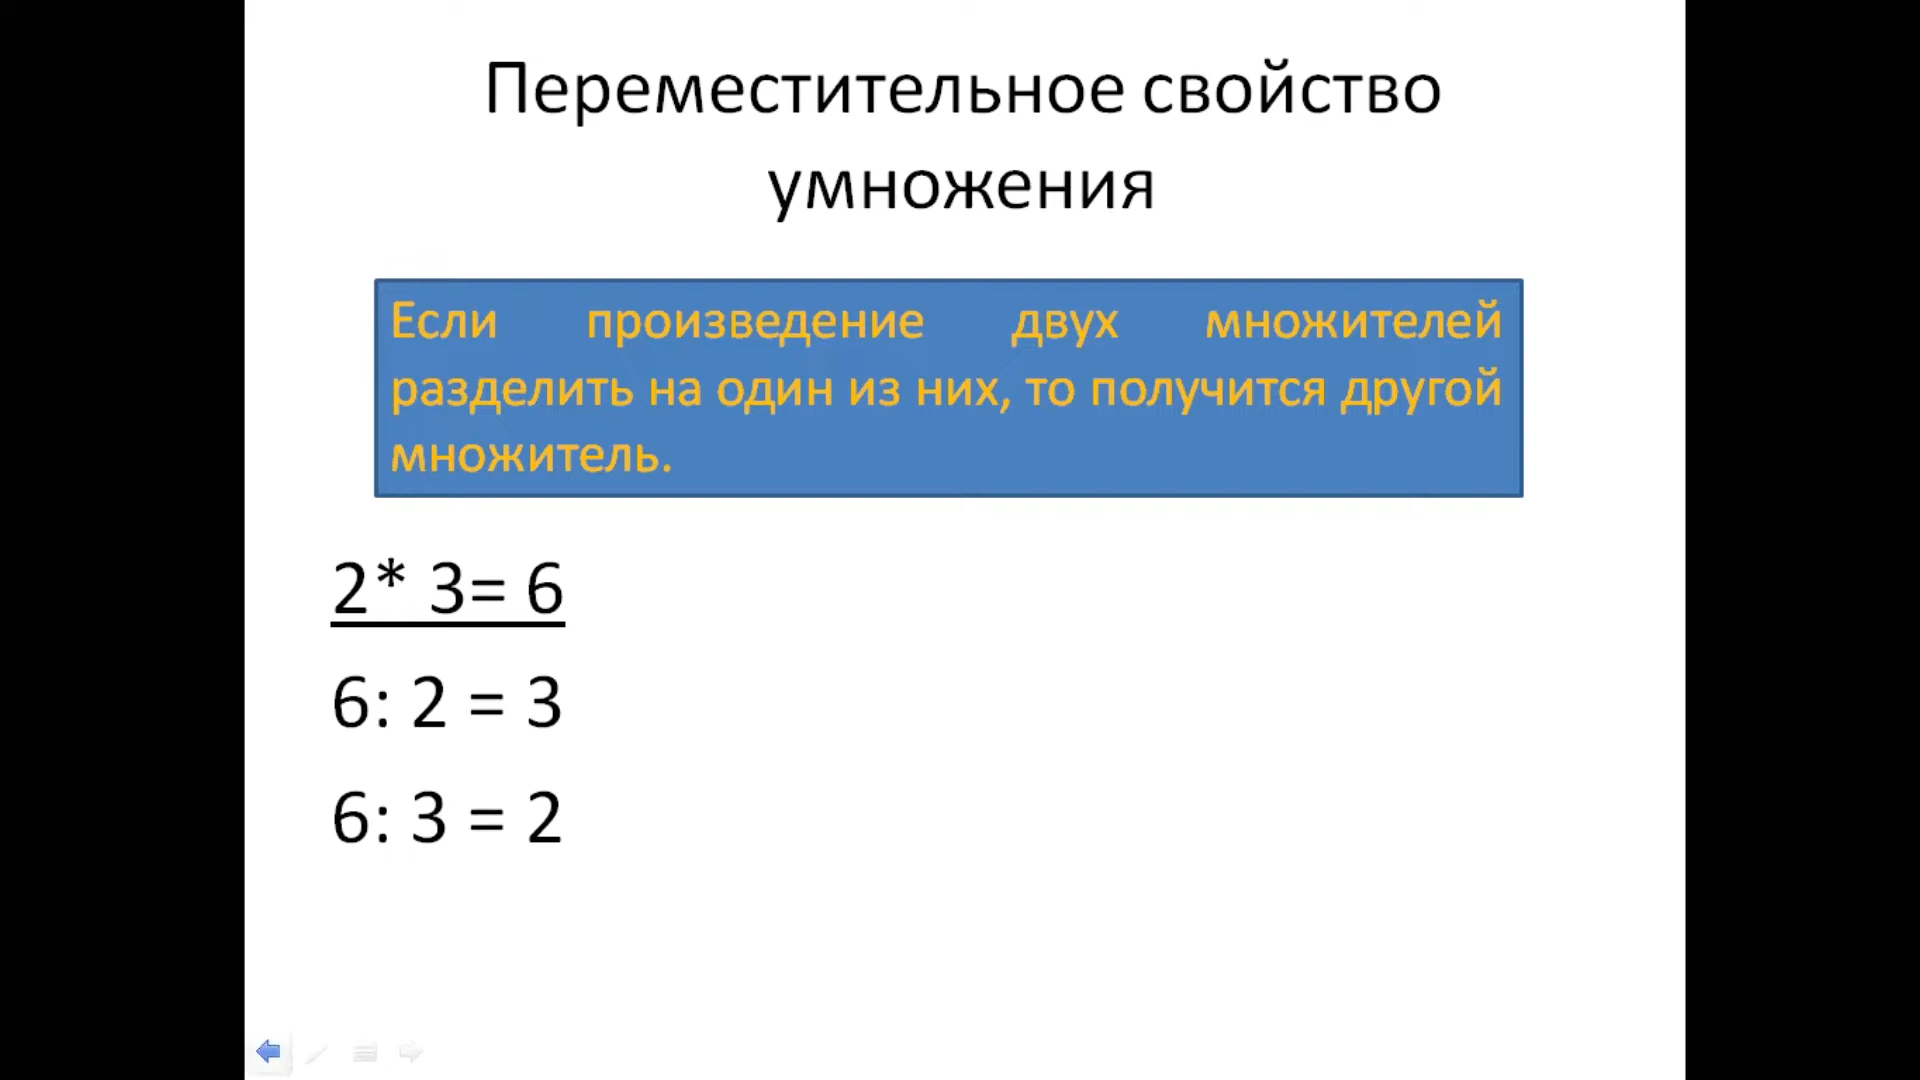 Переместительное свойство
умножения
Если произведение двух множителей
разделить на один из них, то получится другой
множитель.
2* 3= 6
6: 2 = 3
6: 3 = 2